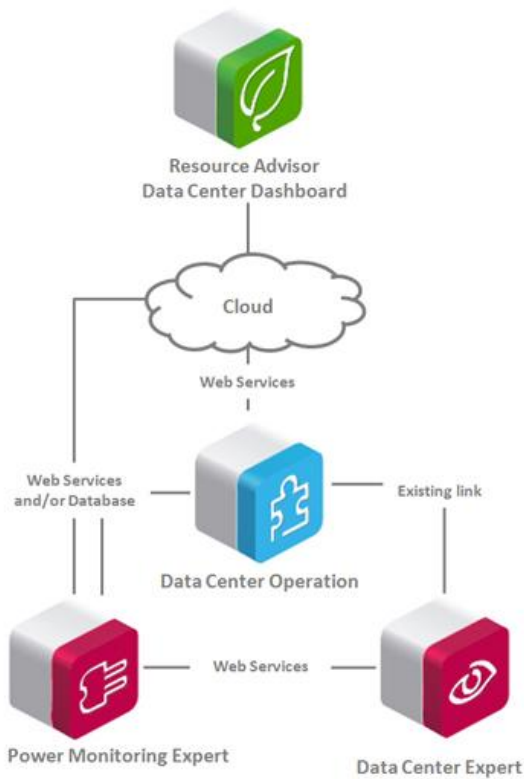 Resource Advisor
Data Center Dashboard
Cloud
Web Services
Web Services
and/or Database
Existing link
Data Center Operation
Web Services
Power Monitoring Expert
Data Center Expert